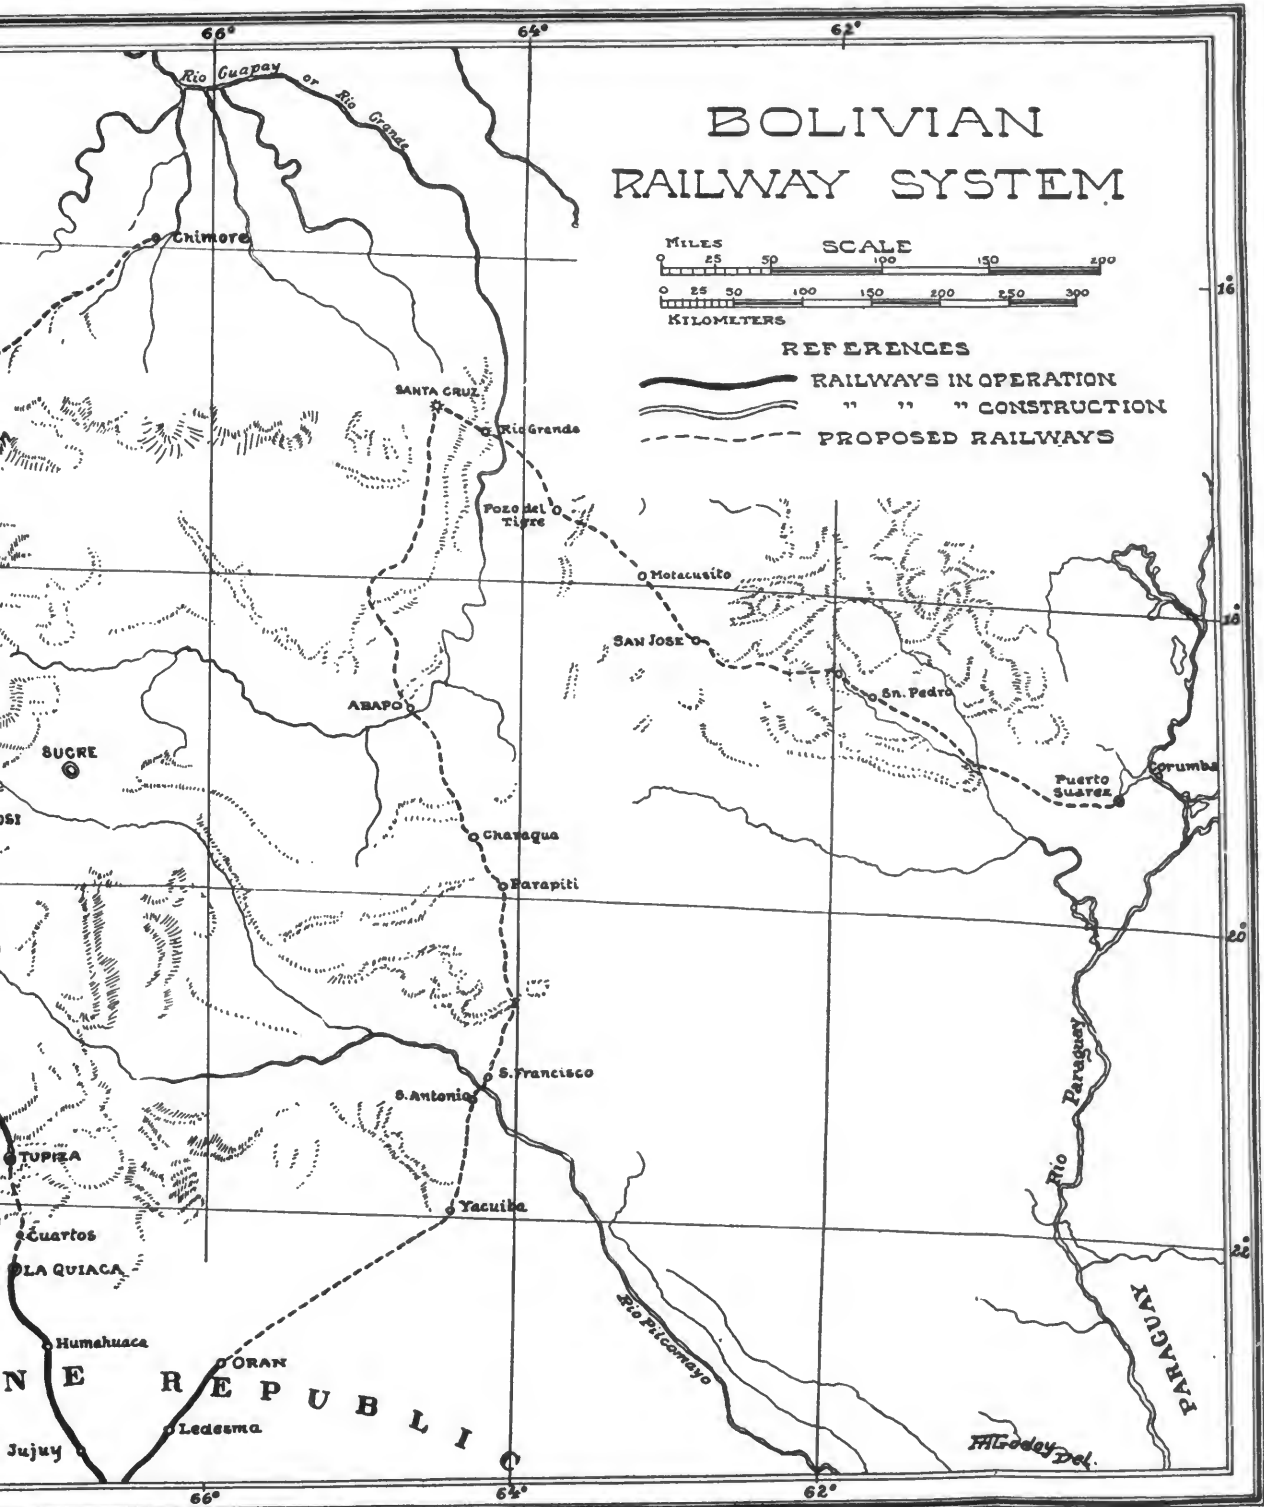 66° 64° 62°
Rio Guapay or Rio Grande
BOLIVIAN
RAILWAY SYSTEM
MILES SCALE
0 25 50 100 150 200
0 25 50 100 150 200 250 300
KILOMETERS
REFERENCES
RAILWAYS IN OPERATION
" " " CONSTRUCTION
PROPOSED RAILWAYS
Chimore
16°
SANTA CRUZ
Rio Grande
Pozo del
Tigre
Motacusito
18°
SAN JOSE
Sn. Pedro
ABAPO
SUCRE
Corumba
Puerto
Suarez
OSI
Charaqua
Parapiti
20°
Rio Paraguay
S. Francisco
S. Antonio
TUPIZA
Yacuiba
Cuartos
22°
LA QUIACA
Rio Pilcomayo
PARAGUAY
Humahuaca
ORAN
NE REPUBLIC
Ledesma
Jujuy
Godoy Del.
66° 64° 62°